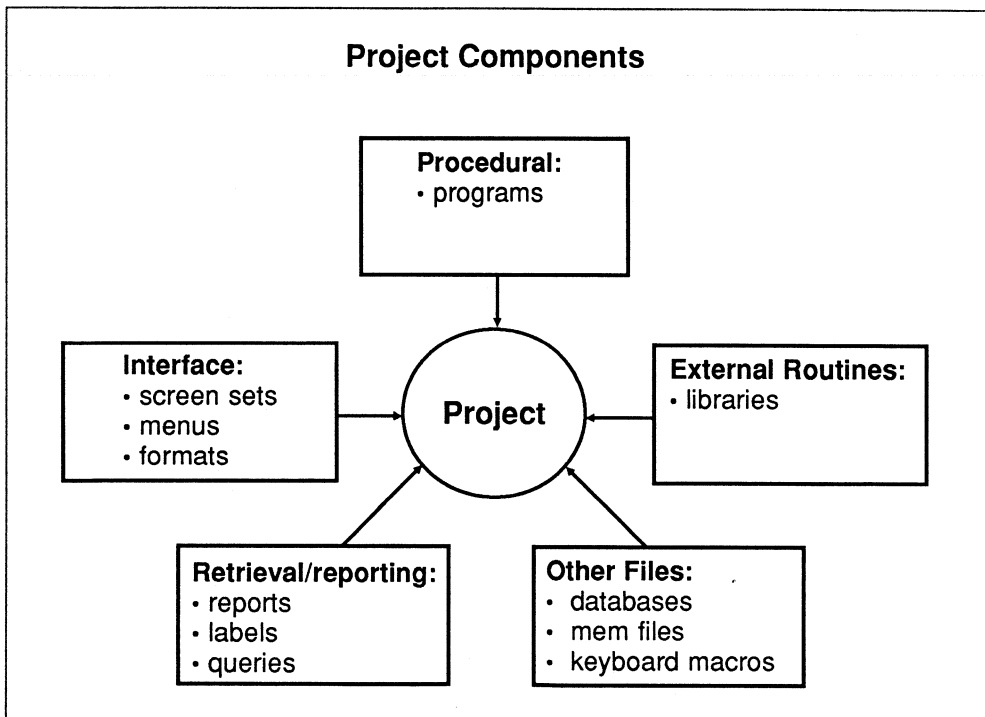 Project Components
Procedural:
• programs
Interface:
• screen sets
• menus
• formats
Project
External Routines:
• libraries
Retrieval/reporting:
• reports
• labels
• queries
Other Files:
• databases
• mem files
• keyboard macros